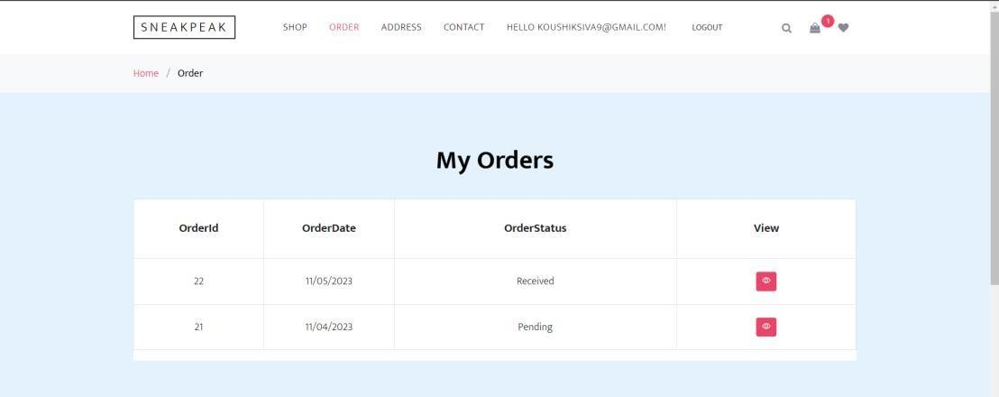 SNEAKPEAK SHOP ORDER ADDRESS CONTACT HELLO KOUSHIKSIVA9@GMAIL.COM! LOGOUT 1
Home / Order
My Orders
OrderId OrderDate OrderStatus View
22 11/05/2023 Received
21 11/04/2023 Pending